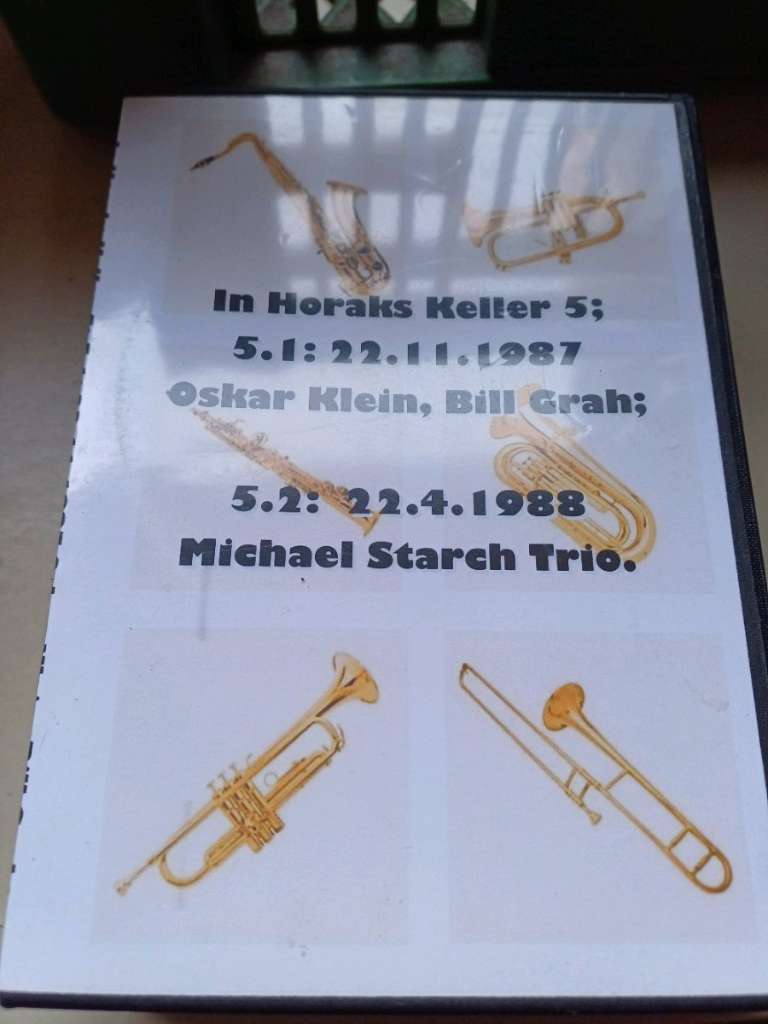 In Horaks Keller 5;
5.1: 22.11.1987
Oskar Klein, Bill Grah;
5.2: 22.4.1988
Michael Starch Trio.